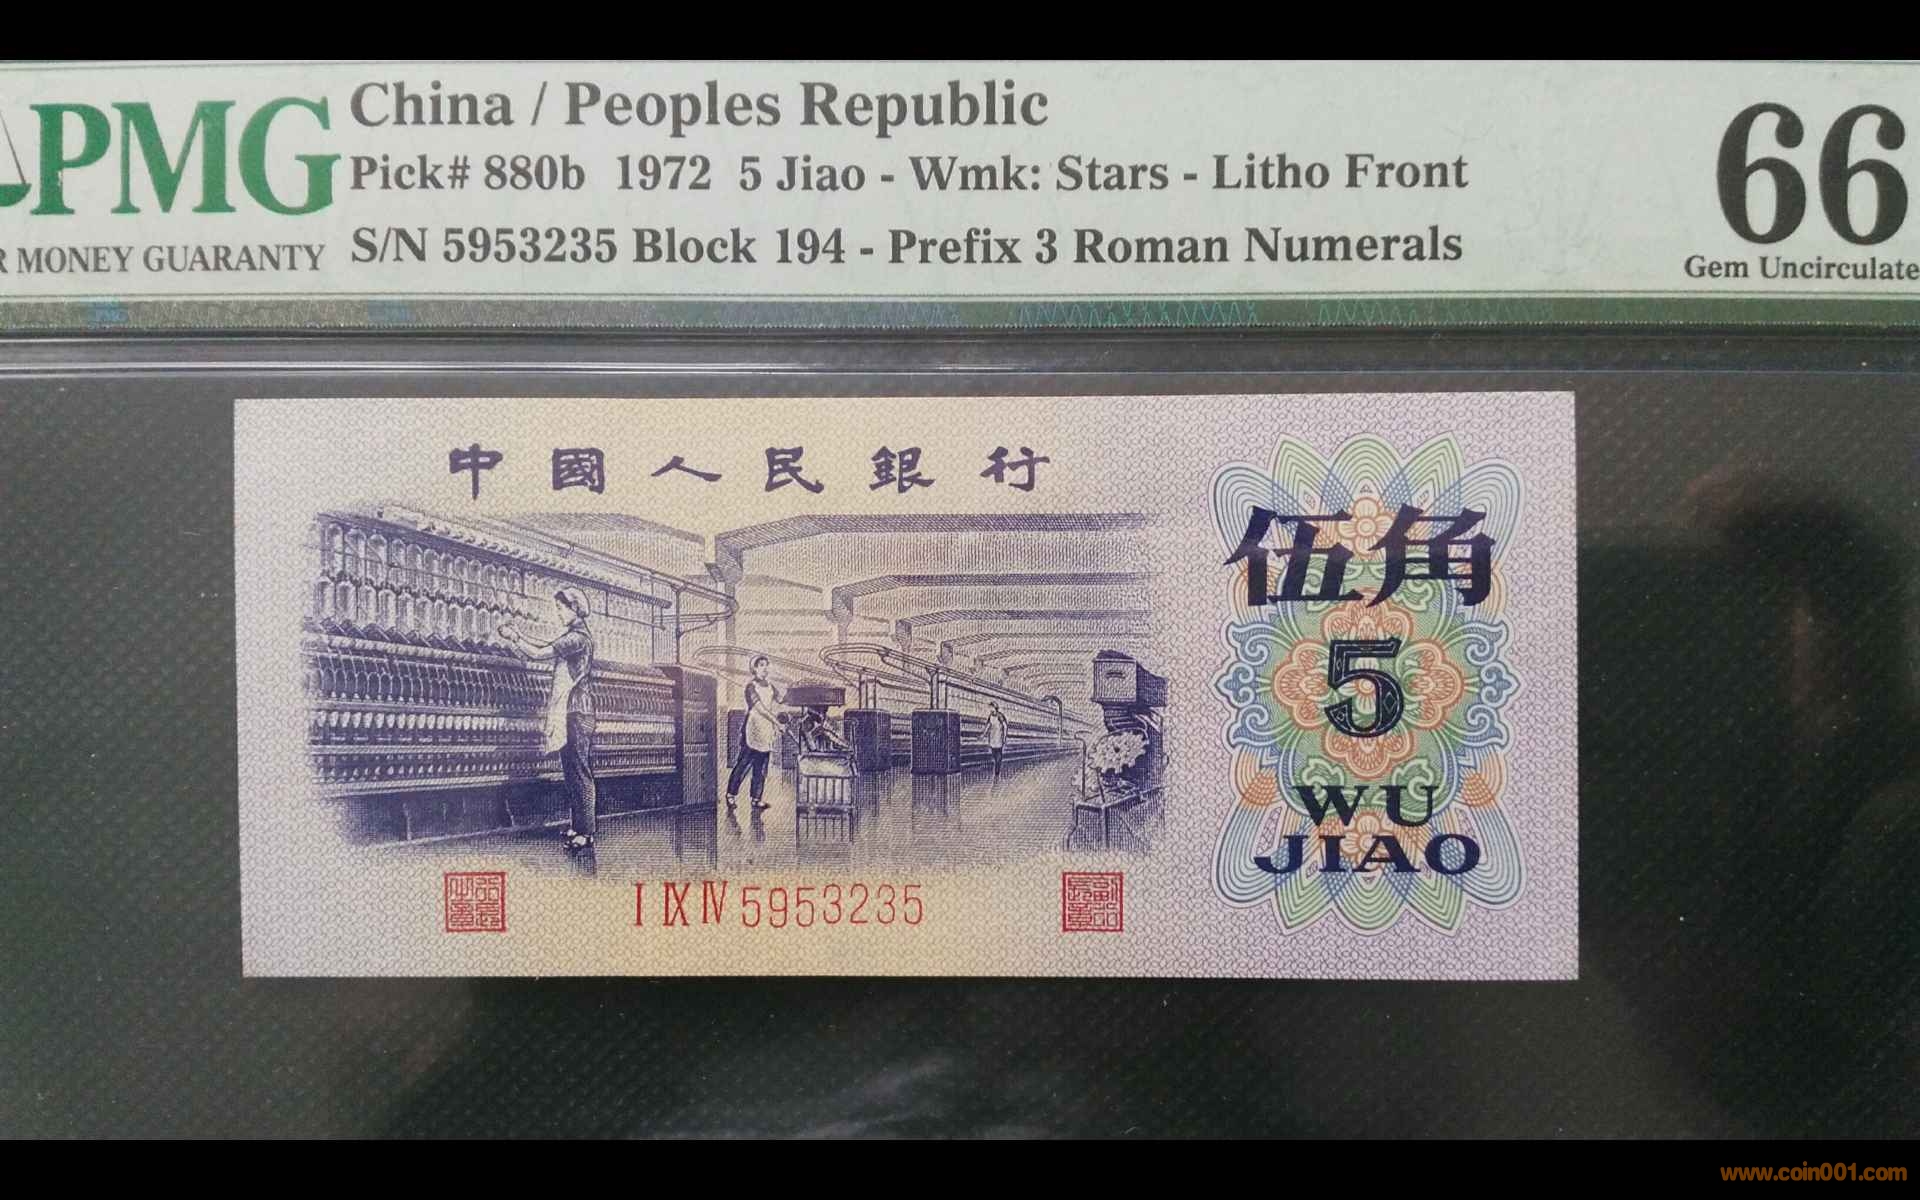 PMG
R MONEY GUARANTY
China / Peoples Republic
Pick# 880b 1972 5 Jiao - Wmk: Stars - Litho Front
S/N 5953235 Block 194 - Prefix 3 Roman Numerals
66
Gem Uncirculate
中國人民銀行
伍角
5
WU
JIAO
I IX IV 5953235
www.coin001.com